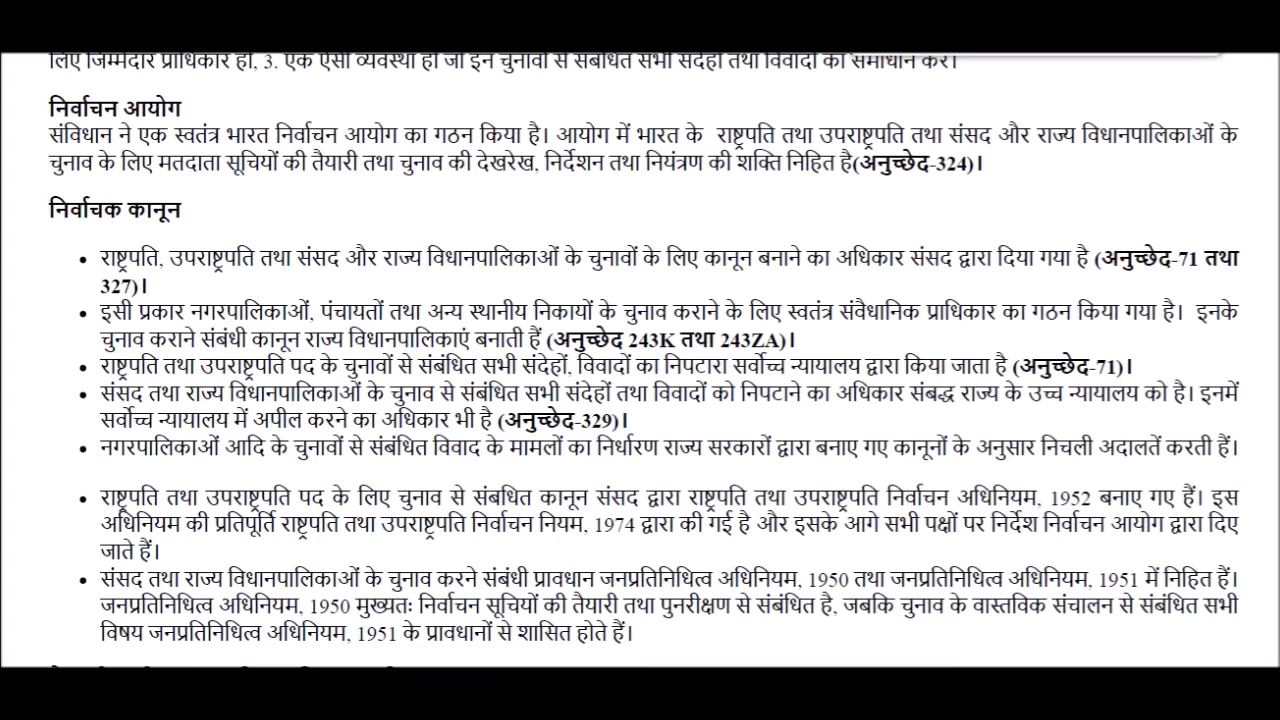 लिए जिम्मेदार प्राधिकार हो, 3. एक ऐसी व्यवस्था हो जो इन चुनावों से संबंधित सभी संदेहों तथा विवादों का समाधान करे।
निर्वाचन आयोग
संविधान ने एक स्वतंत्र भारत निर्वाचन आयोग का गठन किया है। आयोग में भारत के राष्ट्रपति तथा उपराष्ट्रपति तथा संसद और राज्य विधानपालिकाओं के
चुनाव के लिए मतदाता सूचियों की तैयारी तथा चुनाव की देखरेख, निर्देशन तथा नियंत्रण की शक्ति निहित है(अनुच्छेद-324)।
निर्वाचक कानून
• राष्ट्रपति, उपराष्ट्रपति तथा संसद और राज्य विधानपालिकाओं के चुनावों के लिए कानून बनाने का अधिकार संसद द्वारा दिया गया है (अनुच्छेद-71 तथा
327)।
• इसी प्रकार नगरपालिकाओं, पंचायतों तथा अन्य स्थानीय निकायों के चुनाव कराने के लिए स्वतंत्र संवैधानिक प्राधिकार का गठन किया गया है। इनके
चुनाव कराने संबंधी कानून राज्य विधानपालिकाएं बनाती हैं (अनुच्छेद 243K तथा 243ZA)।
• राष्ट्रपति तथा उपराष्ट्रपति पद के चुनावों से संबंधित सभी संदेहों, विवादों का निपटारा सर्वोच्च न्यायालय द्वारा किया जाता है (अनुच्छेद-71)।
• संसद तथा राज्य विधानपालिकाओं के चुनाव से संबंधित सभी संदेहों तथा विवादों को निपटाने का अधिकार संबद्ध राज्य के उच्च न्यायालय को है। इनमें
सर्वोच्च न्यायालय में अपील करने का अधिकार भी है (अनुच्छेद-329)।
• नगरपालिकाओं आदि के चुनावों से संबंधित विवाद के मामलों का निर्धारण राज्य सरकारों द्वारा बनाए गए कानूनों के अनुसार निचली अदालतें करती हैं।
• राष्ट्रपति तथा उपराष्ट्रपति पद के लिए चुनाव से संबधित कानून संसद द्वारा राष्ट्रपति तथा उपराष्ट्रपति निर्वाचन अधिनियम, 1952 बनाए गए हैं। इस
अधिनियम की प्रतिपूर्ति राष्ट्रपति तथा उपराष्ट्रपति निर्वाचन नियम, 1974 द्वारा की गई है और इसके आगे सभी पक्षों पर निर्देश निर्वाचन आयोग द्वारा दिए
जाते हैं।
• संसद तथा राज्य विधानपालिकाओं के चुनाव करने संबंधी प्रावधान जनप्रतिनिधित्व अधिनियम, 1950 तथा जनप्रतिनिधित्व अधिनियम, 1951 में निहित हैं।
जनप्रतिनिधित्व अधिनियम, 1950 मुख्यतः निर्वाचन सूचियों की तैयारी तथा पुनरीक्षण से संबंधित है, जबकि चुनाव के वास्तविक संचालन से संबंधित सभी
विषय जनप्रतिनिधित्व अधिनियम, 1951 के प्रावधानों से शासित होते हैं।